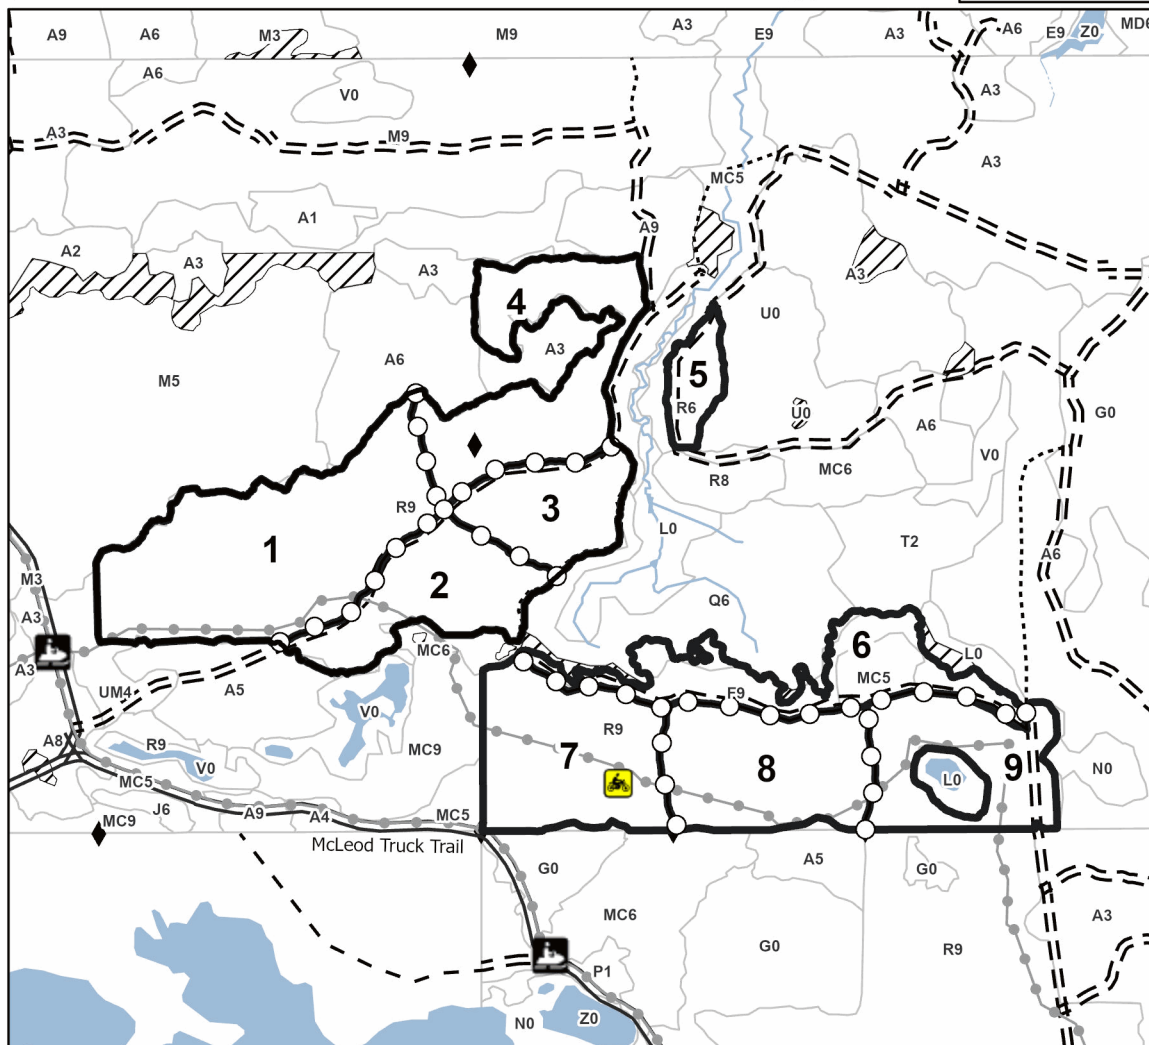 A9 A6 M3 M9 A3 E9 A3 A6 E9 Z0 MD6
A6 V0 A3
A3 M9 A3
MC5
A1 A9
A2 A3 A3 A3
4 U0
A6 A3
M5 5
R6 U0 A6 G0
V0
R8 MC6
R9 3
1 L0 T2 A6
2
M3 Q6
A3 6
A3 MC6 L0
UM4 A5 MC5
F9
V0 R9
A8 R9 MC9 7 8 9 N0
V0 L0
MC5
MC9 J6 A9 A4 MC5
McLeod Truck Trail
G0 A5 G0
MC6 A3
G0 R9
P1
N0 Z0